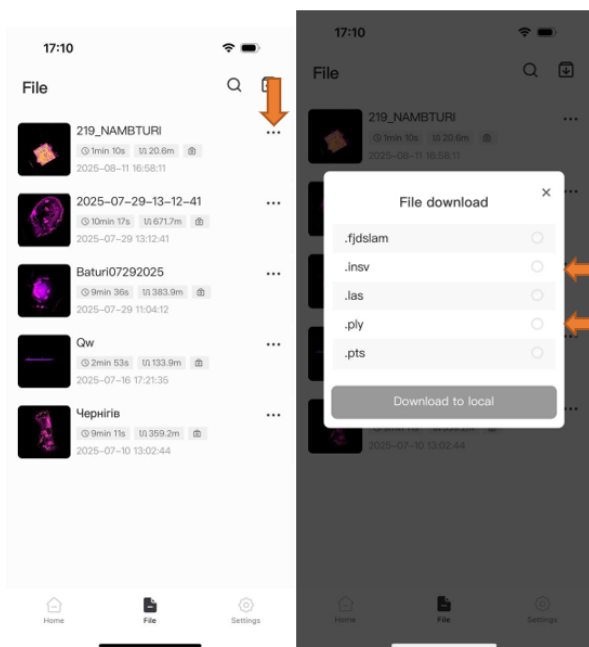 17:10
File
219_NAMBTURI
1min 10s 20.6m
2025-08-11 16:58:11
2025-07-29-13-12-41
10min 17s 671.7m
2025-07-29 13:12:41
Baturi07292025
9min 36s 383.9m
2025-07-29 11:04:12
Qw
2min 53s 133.9m
2025-07-16 17:21:35
Чернігів
9min 11s 359.2m
2025-07-10 13:02:44
Home File Settings
17:10
File
219_NAMBTURI
1min 10s 20.6m
2025-08-11 16:58:11
File download
.fjdslam
.insv
.las
.ply
.pts
Download to local
2025-07-10 13:02:44
Home File Settings